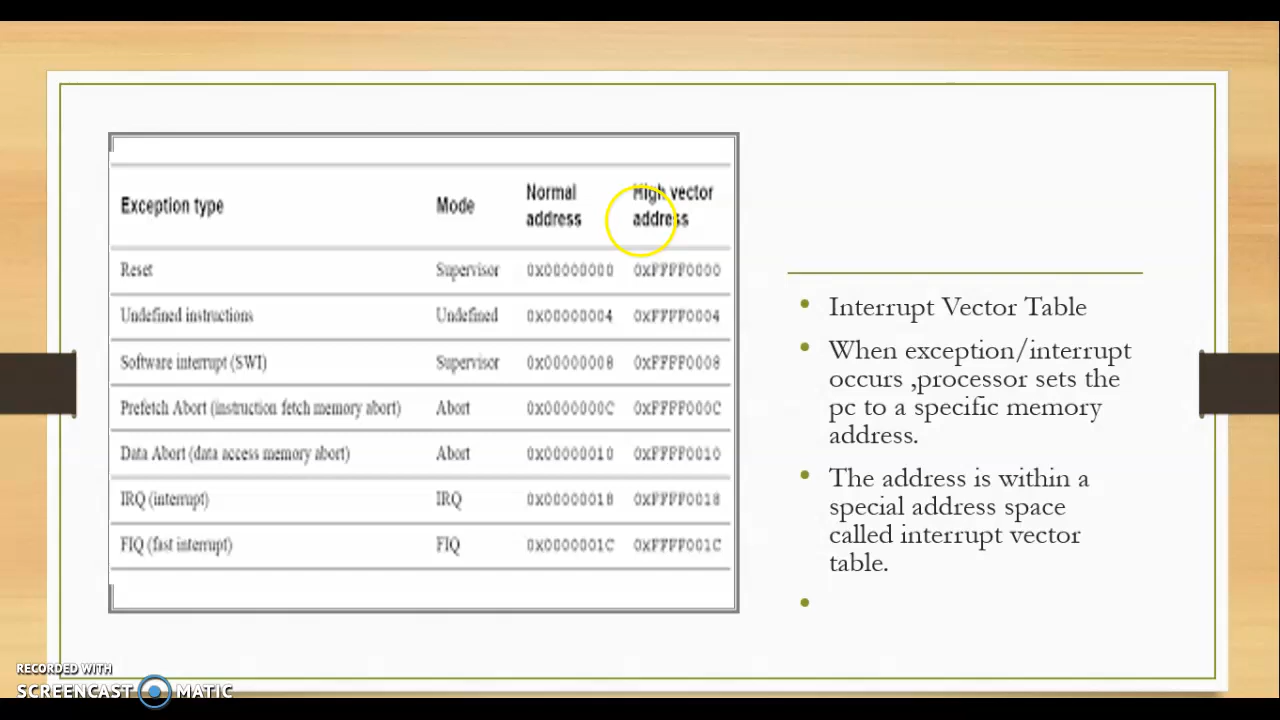 Exception type Mode Normal address High vector address
Reset Supervisor 0x00000000 0xFFFF0000
Undefined instructions Undefined 0x00000004 0xFFFF0004
Software interrupt (SWI) Supervisor 0x00000008 0xFFFF0008
Prefetch Abort (instruction fetch memory abort) Abort 0x0000000C 0xFFFF000C
Data Abort (data access memory abort) Abort 0x00000010 0xFFFF0010
IRQ (interrupt) IRQ 0x00000018 0xFFFF0018
FIQ (fast interrupt) FIQ 0x0000001C 0xFFFF001C
• Interrupt Vector Table
• When exception/interrupt
occurs ,processor sets the
pc to a specific memory
address.
• The address is within a
special address space
called interrupt vector
table.
•
RECORDED WITH
SCREENCAST MATIC